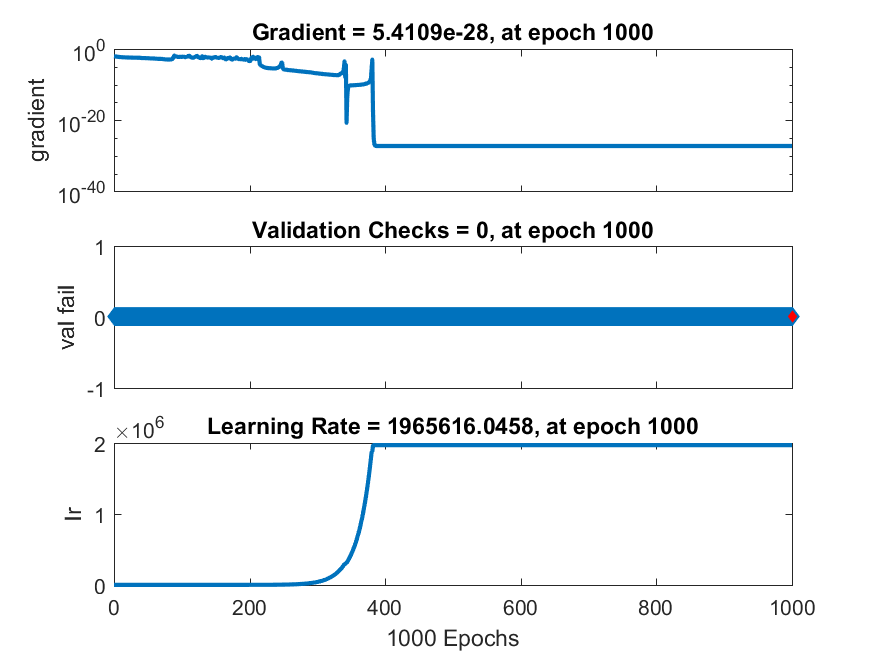 Gradient = 5.4109e-28, at epoch 1000
10^0
10^-20
10^-40
gradient
Validation Checks = 0, at epoch 1000
1
0
-1
val fail
Learning Rate = 1965616.0458, at epoch 1000
×10^6
2
1
0
lr
0 200 400 600 800 1000
1000 Epochs